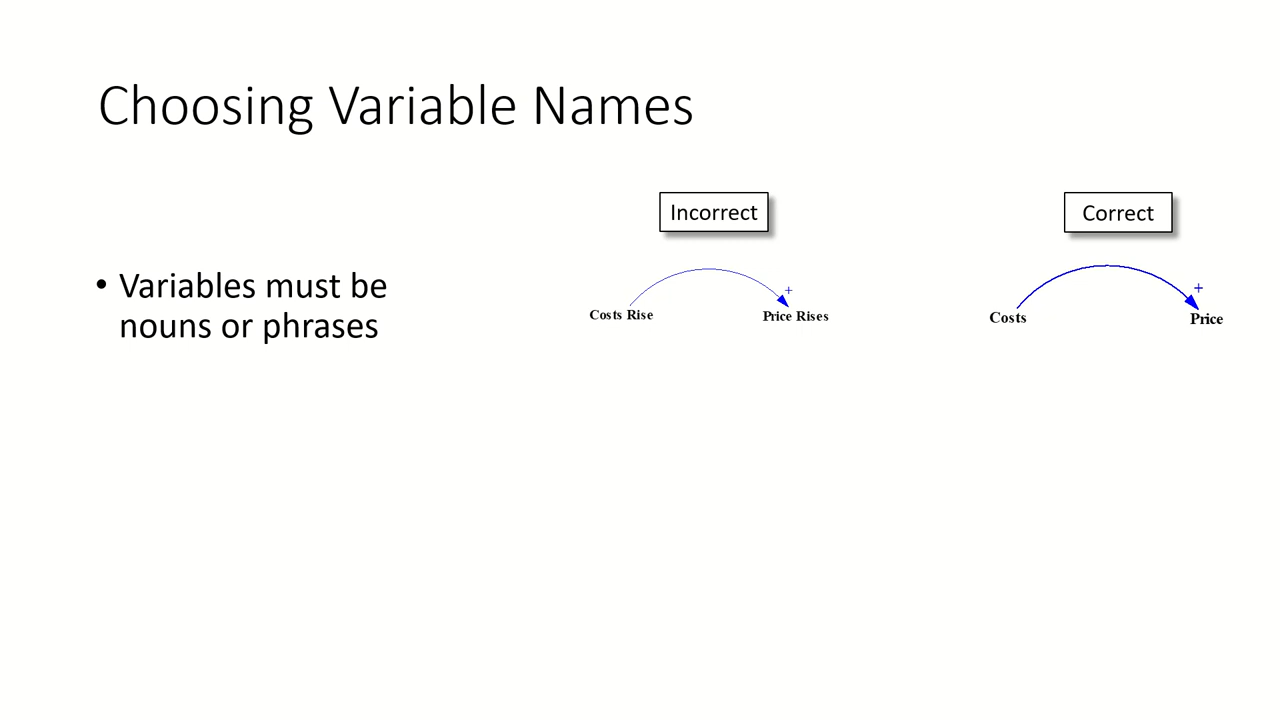 Choosing Variable Names
Incorrect
Correct
• Variables must be
nouns or phrases
+
Costs Rise
Price Rises
+
Costs
Price